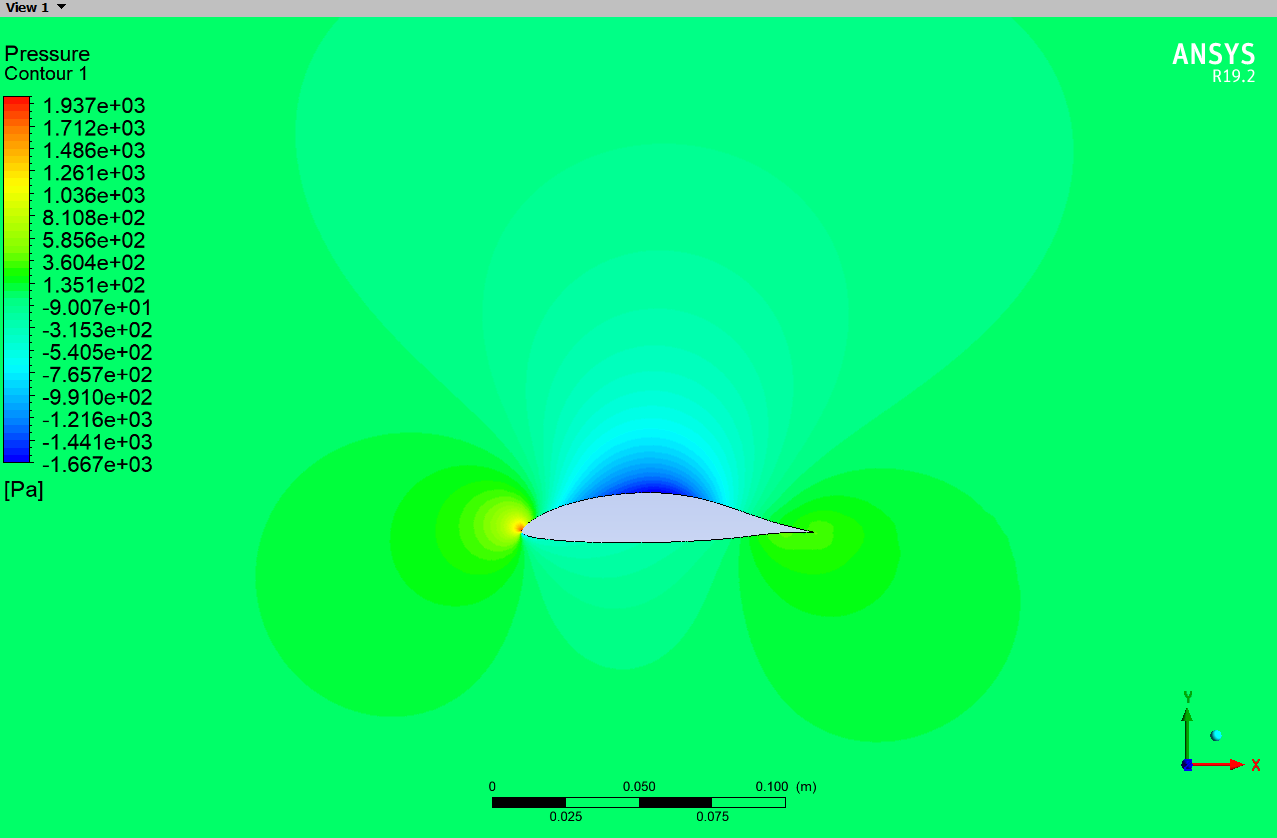 View 1
ANSYS
R19.2
Pressure
Contour 1
1.937e+03
1.712e+03
1.486e+03
1.261e+03
1.036e+03
8.108e+02
5.856e+02
3.604e+02
1.351e+02
-9.007e+01
-3.153e+02
-5.405e+02
-7.657e+02
-9.910e+02
-1.216e+03
-1.441e+03
-1.667e+03
[Pa]
Y
X
0 0.050 0.100 (m)
0.025 0.075